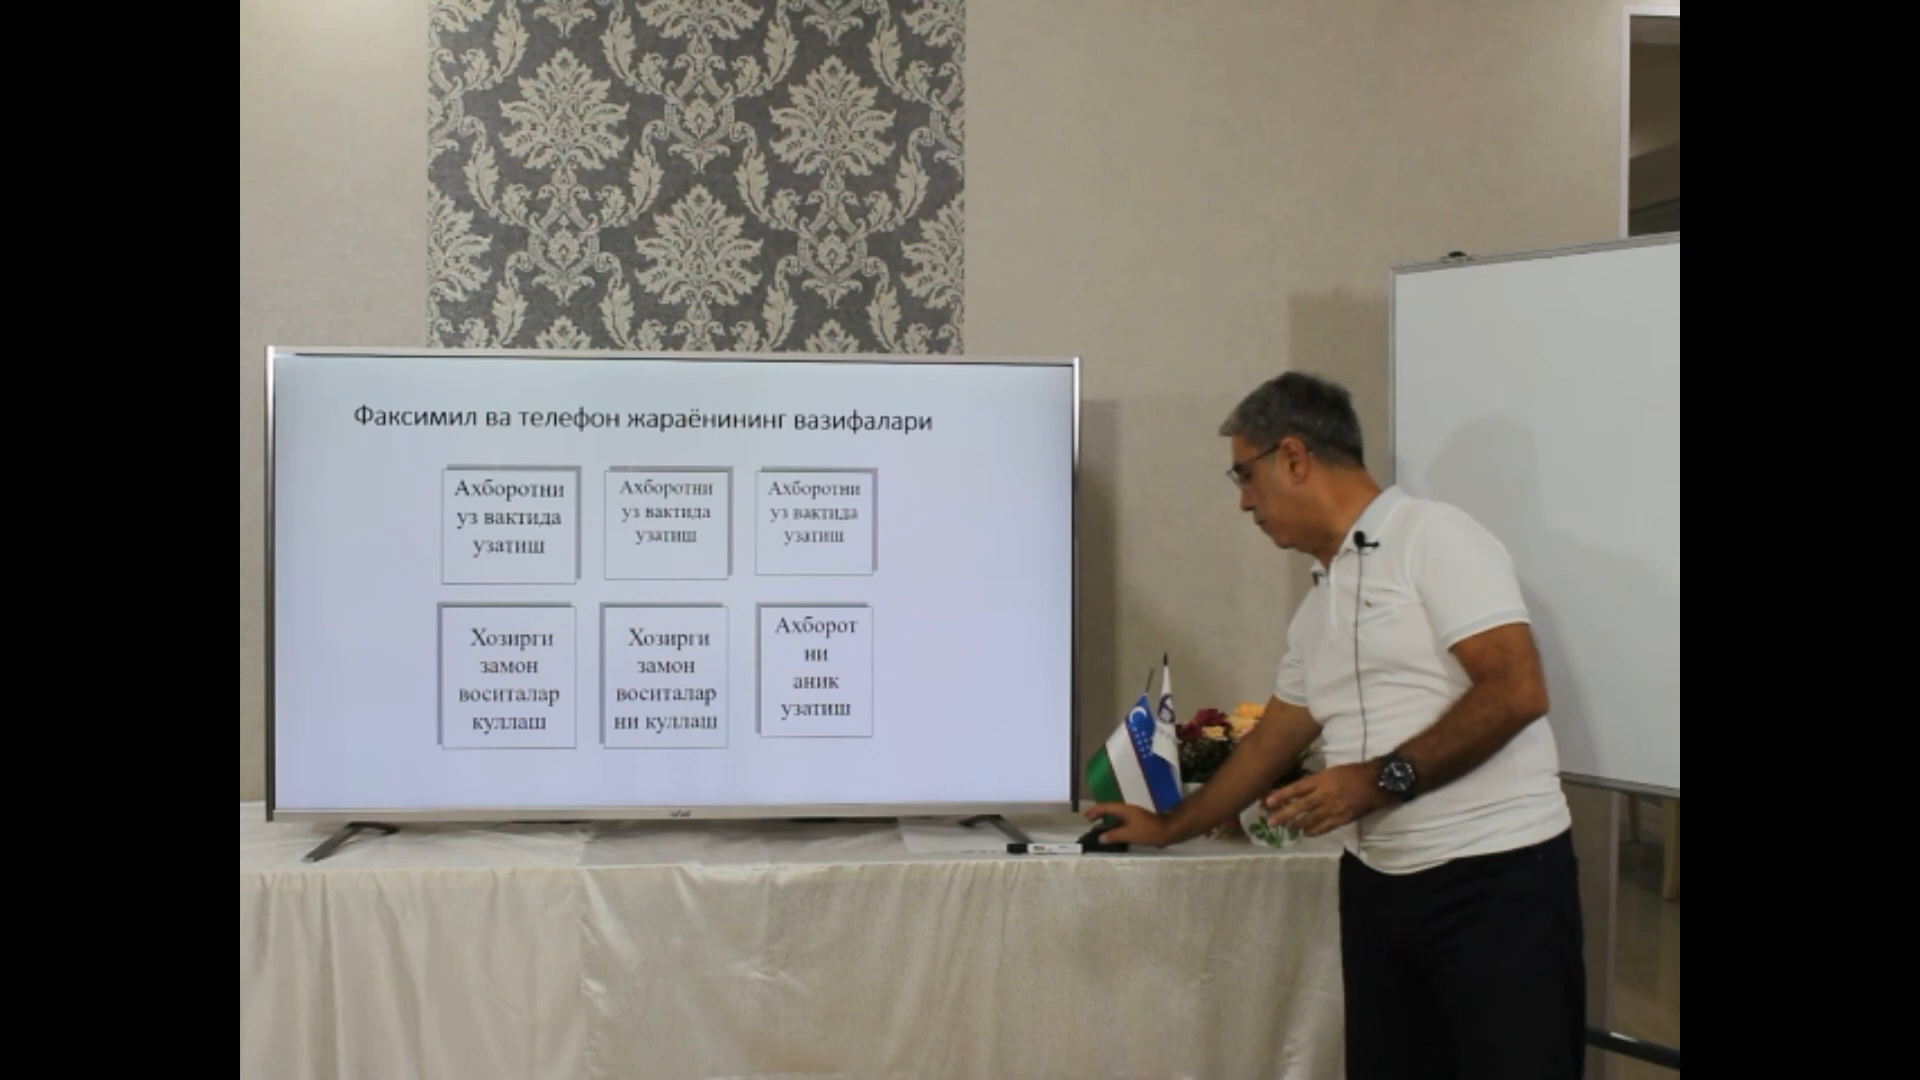 Факсимил ва телефон жараёнининг вазифалари
Ахборотни
уз вактида
узатиш
Ахборотни
уз вактида
узатиш
Ахборотни
уз вактида
узатиш
Хозирги
замон
воситалар
куллаш
Хозирги
замон
воситалар
ни куллаш
Ахборот
ни
аник
узатиш